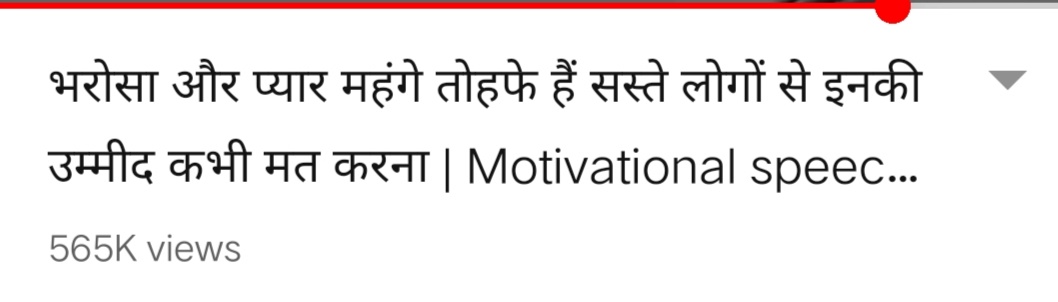 भरोसा और प्यार महंगे तोहफे हैं सस्ते लोगों से इनकी
उम्मीद कभी मत करना | Motivational speec...
565K views